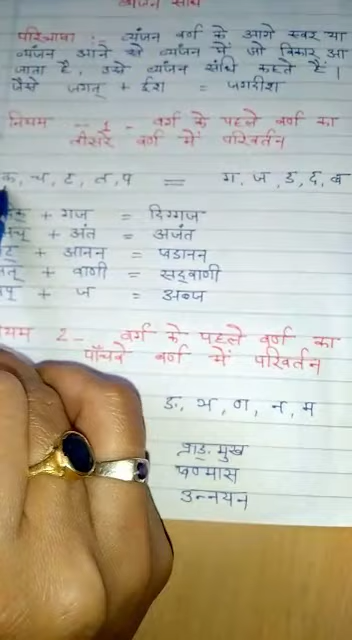 व्यंजन संधि
परिभाषा :- व्यंजन वर्ण के आगे स्वर या
व्यंजन आने से व्यंजन में जो विकार आ
जाता है, उसे व्यंजन संधि कहते हैं।
जैसे जगत् + ईश = जगदीश
नियम -- 1 - वर्ग के पहले वर्ण का
तीसरे वर्ण में परिवर्तन
क, च, ट, त, प = ग, ज, ड, द, ब
+ गज = दिग्गज
+ अंत = अजंत
+ आनन = षडानन
+ वाणी = सद्वाणी
+ ज = अब्ज
2 - वर्ग के पहले वर्ण का
पाँचवे वर्ण में परिवर्तन
ङ, ञ, ण, न, म
वाङ्मुख
षण्मास
उन्नयन